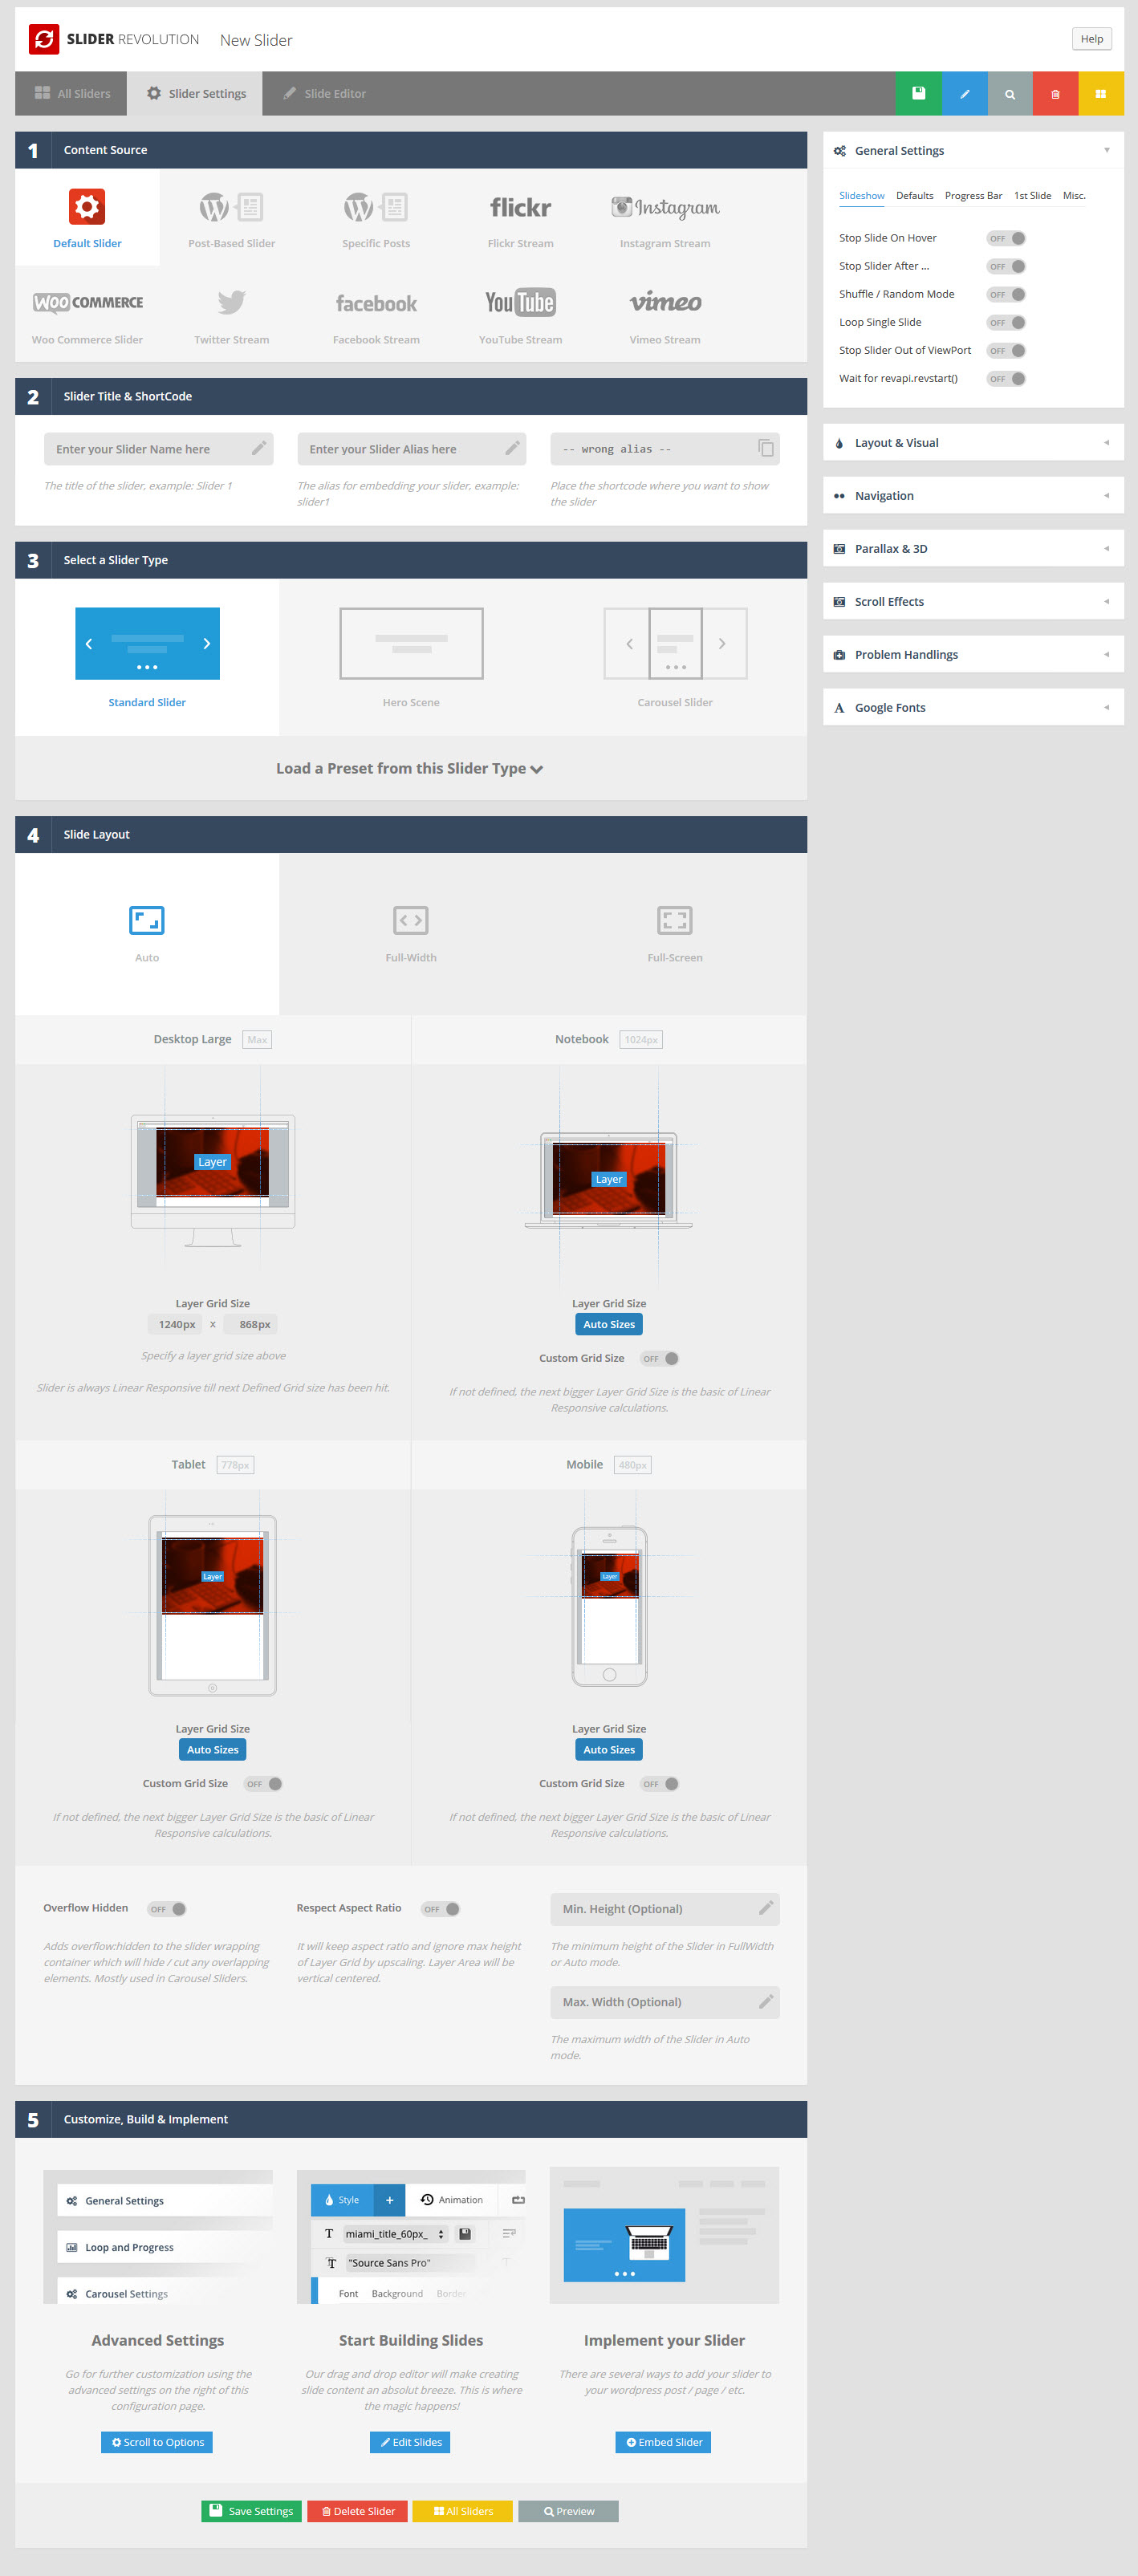 SLIDER REVOLUTION New Slider
Help
All Sliders Slider Settings Slide Editor
1 Content Source
Default Slider Post-Based Slider Specific Posts flickr Flickr Stream Instagram Instagram Stream
WOO COMMERCE facebook You Tube vimeo
Woo Commerce Slider Twitter Stream Facebook Stream YouTube Stream Vimeo Stream
2 Slider Title & ShortCode
Enter your Slider Name here Enter your Slider Alias here -- wrong alias --
The title of the slider, example: Slider 1
The alias for embedding your slider, example:
slider1
Place the shortcode where you want to show
the slider
3 Select a Slider Type
Standard Slider Hero Scene Carousel Slider
Load a Preset from this Slider Type
4 Slide Layout
Auto Full-Width Full-Screen
Desktop Large Max
Layer
Layer Grid Size
1240px x 868px
Specify a layer grid size above
Slider is always Linear Responsive till next Defined Grid size has been hit.
Notebook 1024px
Layer
Layer Grid Size
Auto Sizes
Custom Grid Size OFF
If not defined, the next bigger Layer Grid Size is the basic of Linear
Responsive calculations.
Tablet 778px
Layer
Layer Grid Size
Auto Sizes
Custom Grid Size OFF
If not defined, the next bigger Layer Grid Size is the basic of Linear
Responsive calculations.
Mobile 480px
Layer
Layer Grid Size
Auto Sizes
Custom Grid Size OFF
If not defined, the next bigger Layer Grid Size is the basic of Linear
Responsive calculations.
Overflow Hidden OFF
Adds overflow:hidden to the slider wrapping
container which will hide / cut any overlapping
elements. Mostly used in Carousel Sliders.
Respect Aspect Ratio OFF
It will keep aspect ratio and ignore max height
of Layer Grid by upscaling. Layer Area will be
vertical centered.
Min. Height (Optional)
The minimum height of the Slider in FullWidth
or Auto mode.
Max. Width (Optional)
The maximum width of the Slider in Auto
mode.
5 Customize, Build & Implement
General Settings
Loop and Progress
Carousel Settings
Advanced Settings
Go for further customization using the
advanced settings on the right of this
configuration page.
Scroll to Options
Style + Animation
T miami_title_60px_
T "Source Sans Pro" T
Font Background Border
Start Building Slides
Our drag and drop editor will make creating
slide content an absolut breeze. This is where
the magic happens!
Edit Slides
Implement your Slider
There are several ways to add your slider to
your wordpress post / page / etc.
Embed Slider
Save Settings Delete Slider All Sliders Preview
General Settings
Slideshow Defaults Progress Bar 1st Slide Misc.
Stop Slide On Hover OFF
Stop Slider After ... OFF
Shuffle / Random Mode OFF
Loop Single Slide OFF
Stop Slider Out of ViewPort OFF
Wait for revapi.revstart() OFF
Layout & Visual
Navigation
Parallax & 3D
Scroll Effects
Problem Handlings
A Google Fonts